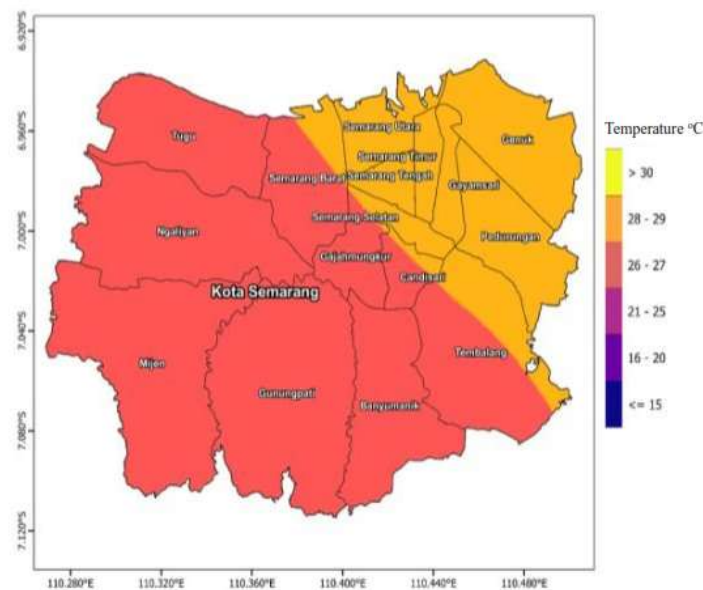 6.920°S
6.960°S
7.000°S
7.040°S
7.080°S
7.120°S
Semarang Utara
Tugu
Genuk
Semarang Timur
Semarang Barat
Semarang Tengah
Gayamsari
Semarang Selatan
Ngaliyan
Pedurungan
Gajahmungkur
Candisari
Kota Semarang
Tembalang
Mijen
Gunungpati
Banyumanik
110.280°E
110.320°E
110.360°E
110.400°E
110.440°E
110.480°E
Temperature °C
> 30
28 - 29
26 - 27
21 - 25
16 - 20
<= 15